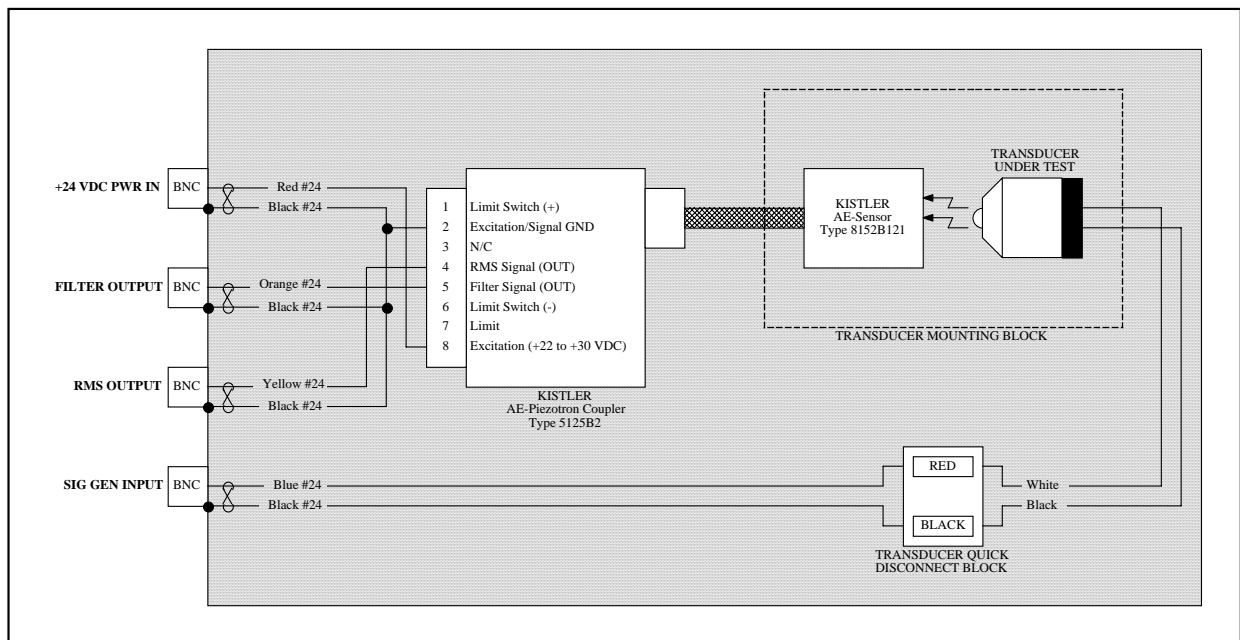 +24 VDC PWR IN
BNC
Red #24
Black #24
FILTER OUTPUT
BNC
Orange #24
Black #24
RMS OUTPUT
BNC
Yellow #24
Black #24
SIG GEN INPUT
BNC
Blue #24
Black #24
1 Limit Switch (+)
2 Excitation/Signal GND
3 N/C
4 RMS Signal (OUT)
5 Filter Signal (OUT)
6 Limit Switch (-)
7 Limit
8 Excitation (+22 to +30 VDC)
KISTLER
AE-Piezotron Coupler
Type 5125B2
KISTLER
AE-Sensor
Type 8152B121
TRANSDUCER
UNDER TEST
TRANSDUCER MOUNTING BLOCK
RED
BLACK
White
Black
TRANSDUCER QUICK
DISCONNECT BLOCK